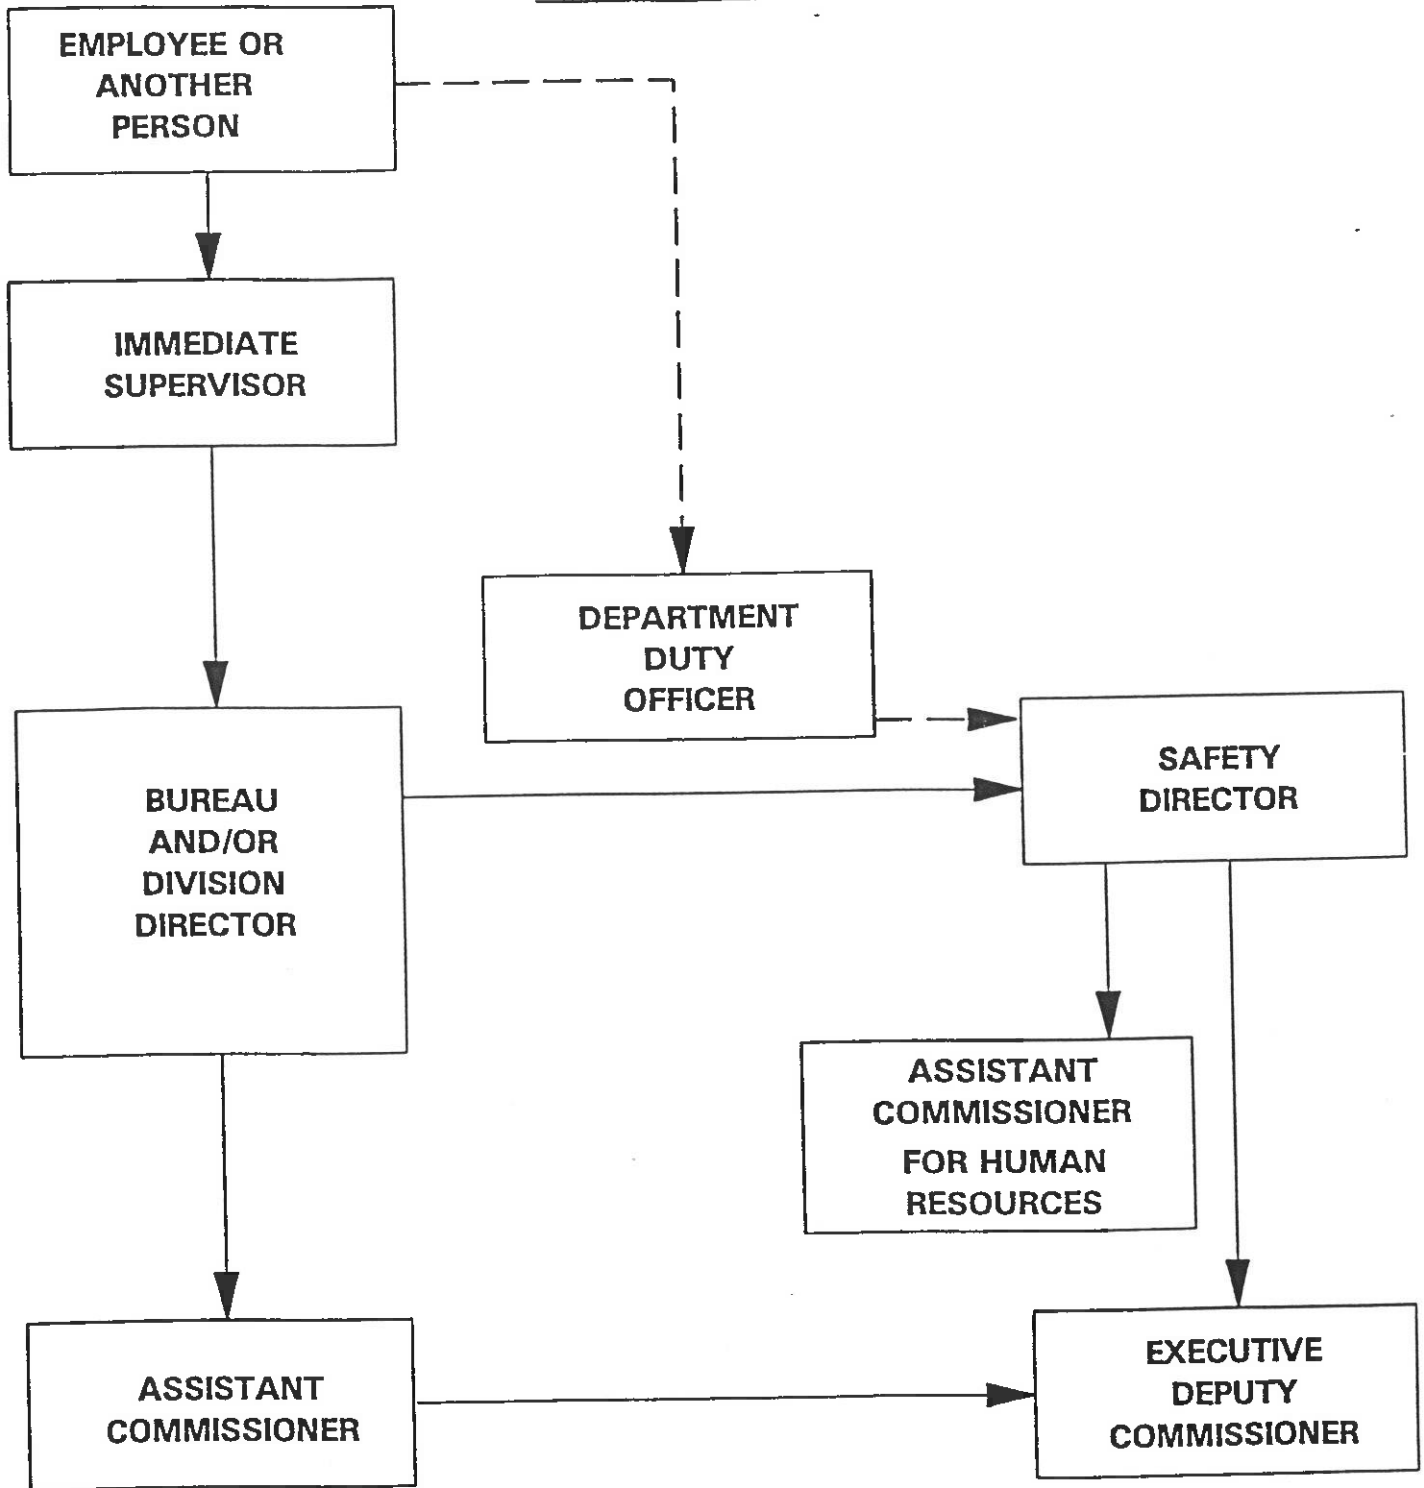 EMPLOYEE OR
ANOTHER
PERSON
IMMEDIATE
SUPERVISOR
DEPARTMENT
DUTY
OFFICER
SAFETY
DIRECTOR
BUREAU
AND/OR
DIVISION
DIRECTOR
ASSISTANT
COMMISSIONER
FOR HUMAN
RESOURCES
ASSISTANT
COMMISSIONER
EXECUTIVE
DEPUTY
COMMISSIONER